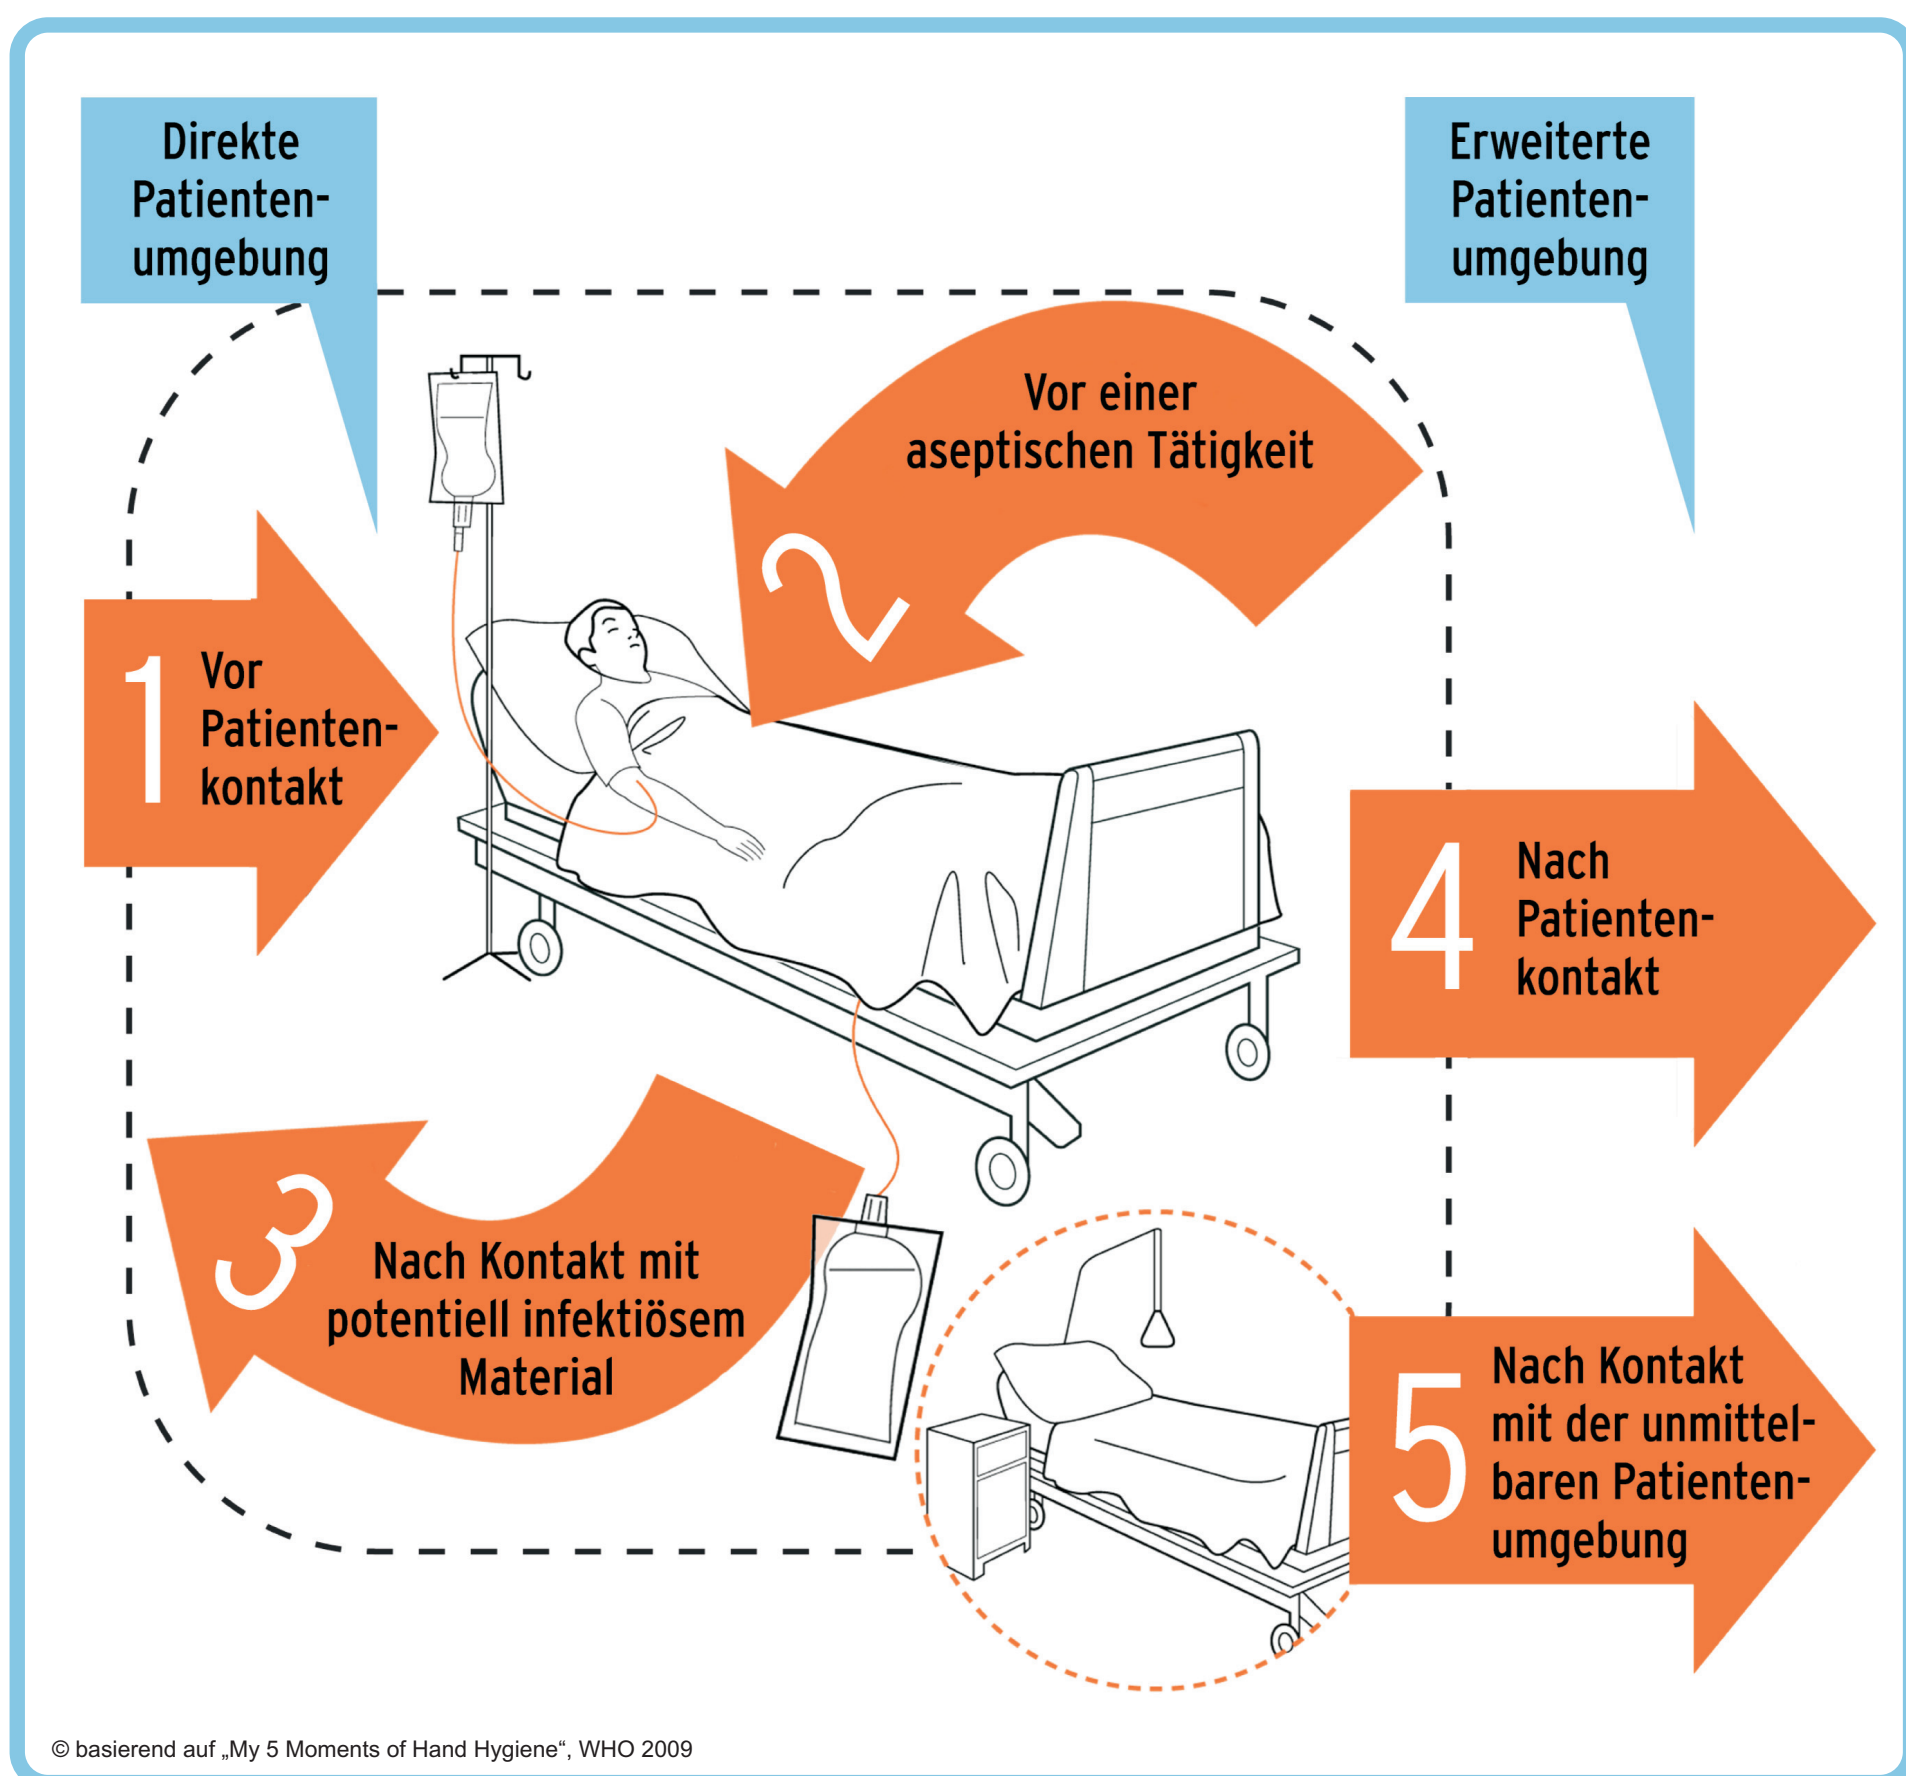 Direkte
Patienten-
umgebung
Erweiterte
Patienten-
umgebung
Vor einer
aseptischen Tätigkeit
2
1
Vor
Patienten-
kontakt
4
Nach
Patienten-
kontakt
3
Nach Kontakt mit
potentiell infektiösem
Material
5
Nach Kontakt
mit der unmittel-
baren Patienten-
umgebung
© basierend auf „My 5 Moments of Hand Hygiene“, WHO 2009